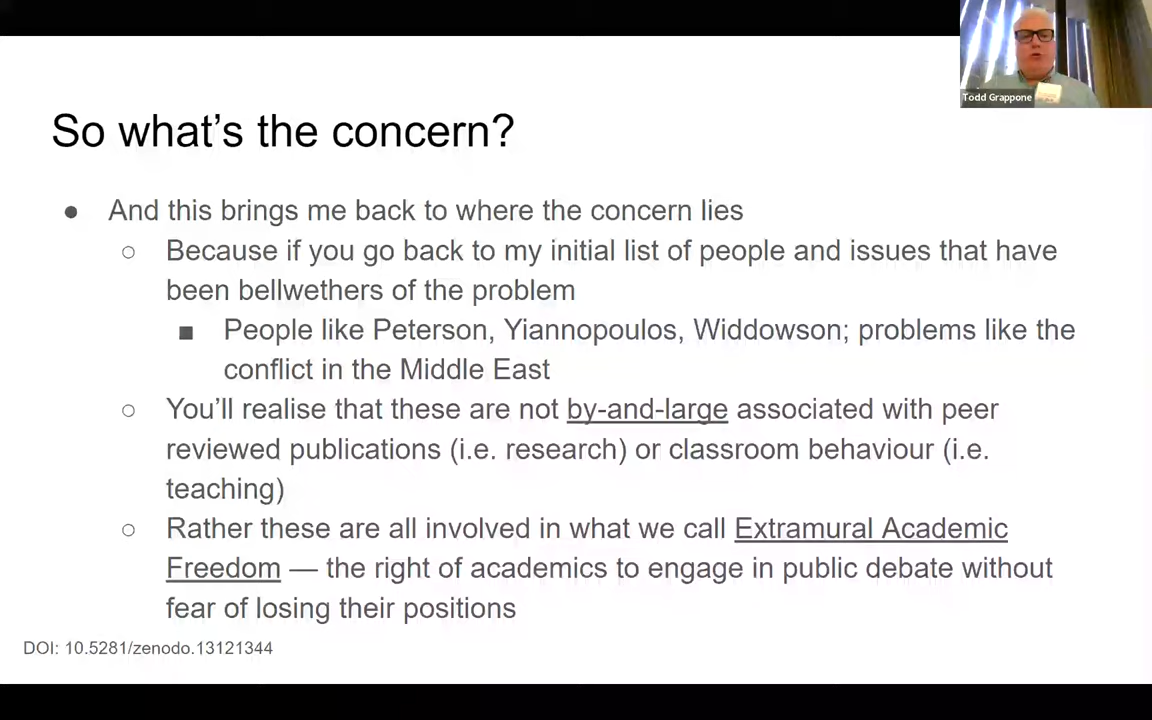 Todd Grappone
So what's the concern?
● And this brings me back to where the concern lies
○ Because if you go back to my initial list of people and issues that have
been bellwethers of the problem
■ People like Peterson, Yiannopoulos, Widdowson; problems like the
conflict in the Middle East
○ You'll realise that these are not by-and-large associated with peer
reviewed publications (i.e. research) or classroom behaviour (i.e.
teaching)
○ Rather these are all involved in what we call Extramural Academic
Freedom — the right of academics to engage in public debate without
fear of losing their positions
DOI: 10.5281/zenodo.13121344